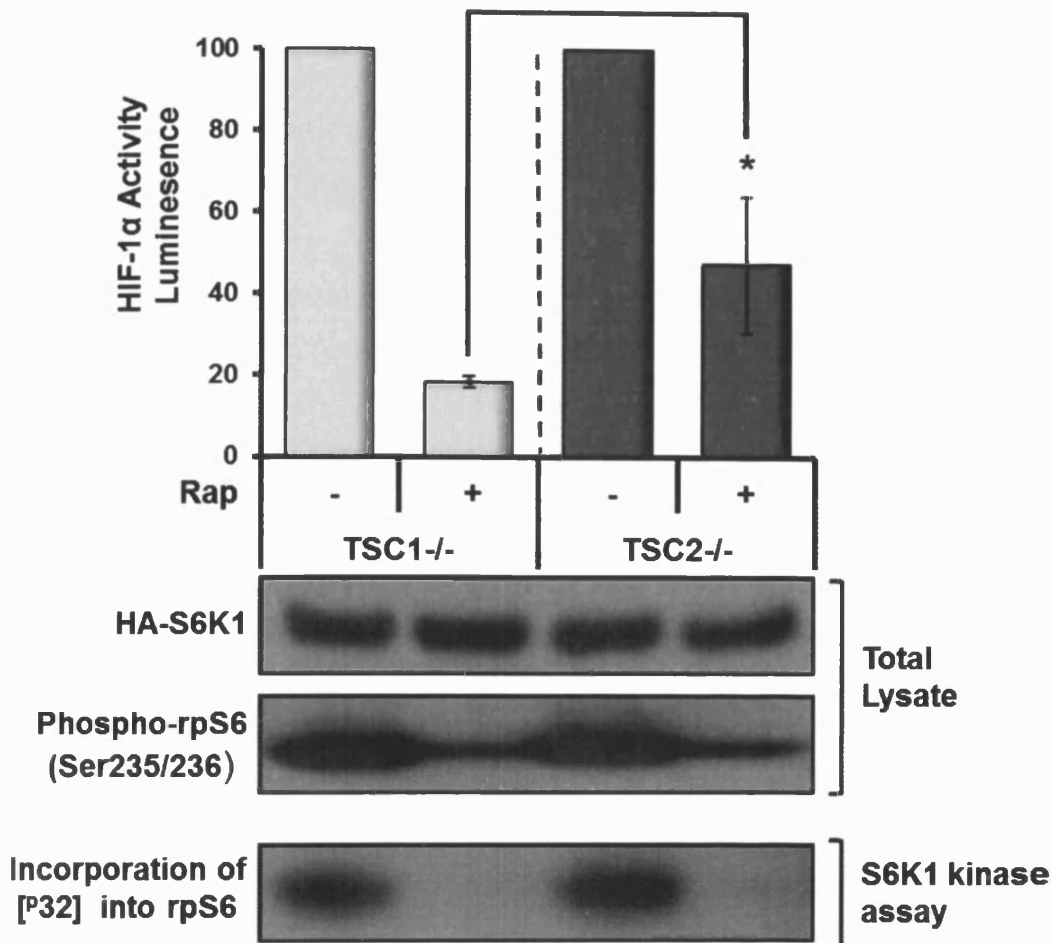 HIF-1α Activity
Luminesence
100
80
60
40
20
0
*
Rap - + - +
TSC1-/- TSC2-/-
HA-S6K1
Phospho-rpS6
(Ser235/236)
Total
Lysate
Incorporation of
[P32] into rpS6
S6K1 kinase
assay